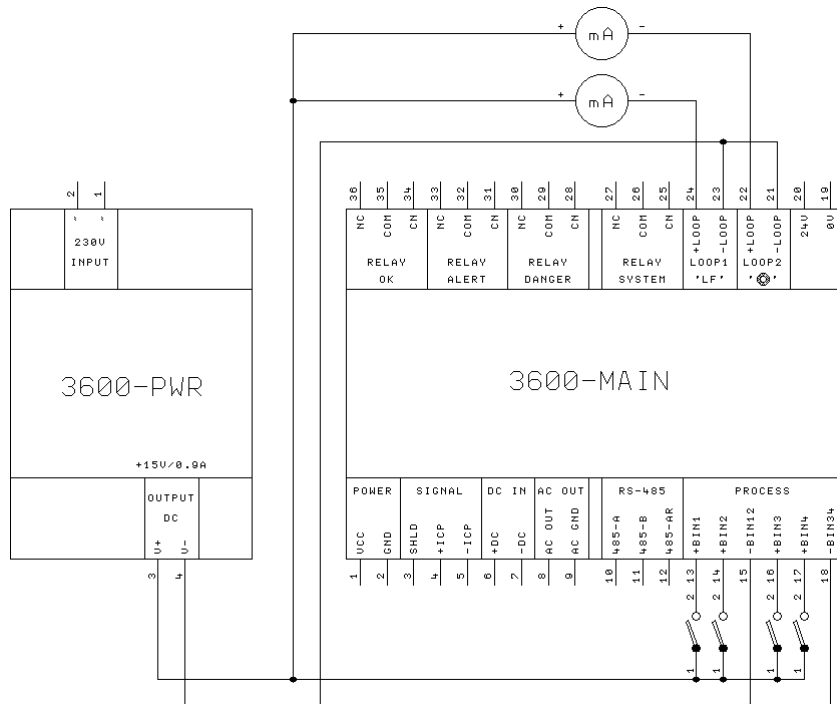 + mA -
+ mA -
2 1
36 35 34 33 32 31 30 29 28 27 26 25 24 23 22 21 20 19
~ ~
NC COM CN NC COM CN NC COM CN NC COM CN +LOOP -LOOP +LOOP -LOOP 24V 0V
230V
INPUT
RELAY RELAY RELAY RELAY LOOP1 LOOP2
OK ALERT DANGER SYSTEM 'LF' ' '
3600-PWR
3600-MAIN
+15V/0.9A
OUTPUT
DC
POWER SIGNAL DC IN AC OUT RS-485 PROCESS
V+ V-
VCC GND SHLD +ICP -ICP +DC -DC AC OUT AC GND 485-A 485-B 485-AR +BIN1 +BIN2 -BIN12 +BIN3 +BIN4 -BIN34
3 4
1 2 3 4 5 6 7 8 9 10 11 12 13 14 15 16 17 18
2 2 2 2
1 1 1 1